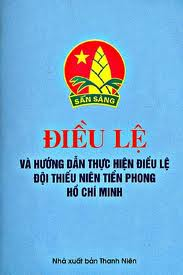 SẴN SÀNG
ĐIỀU LỆ
VÀ HƯỚNG DẪN THỰC HIỆN ĐIỀU LỆ
ĐỘI THIẾU NIÊN TIỀN PHONG
HỒ CHÍ MINH
Nhà xuất bản Thanh Niên